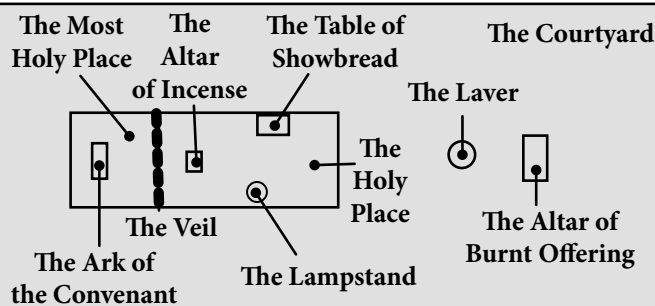 The Most
Holy Place
The
Altar
of Incense
The Table of
Showbread
The Courtyard
The Laver
The
Holy
Place
The Veil
The Ark of
the Convenant
The Lampstand
The Altar of
Burnt Offering